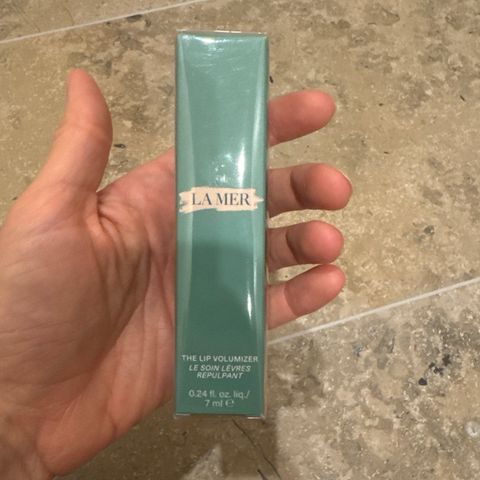 LA MER
THE LIP VOLUMIZER
LE SOIN LÈVRES
REPULPANT
0.24 fl. oz. liq./
7 ml ℮